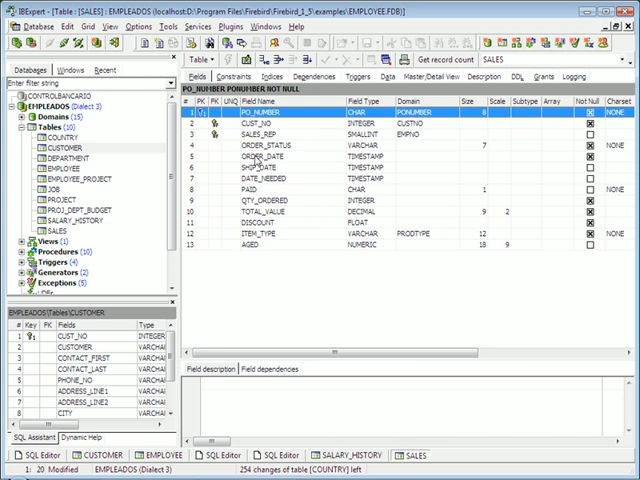 IBExpert - [Table : [SALES] : EMPLEADOS (localhost:D:\Program Files\Firebird\Firebird_1_5\examples\EMPLOYEE.FDB)]
Database Edit Grid View Options Tools Services Plugins Windows Help
Table Get record count SALES
Databases Windows Recent
Enter filter string
CONTROLBANCARIO
EMPLEADOS (Dialect 3)
Domains (15)
Tables (10)
COUNTRY
CUSTOMER
DEPARTMENT
EMPLOYEE
EMPLOYEE_PROJECT
JOB
PROJECT
PROJ_DEPT_BUDGET
SALARY_HISTORY
SALES
Views (1)
Procedures (10)
Triggers (4)
Generators (2)
Exceptions (5)
UDFs
Fields Constraints Indices Dependencies Triggers Data Master/Detail View Description DDL Grants Logging
PO_NUMBER PONUMBER NOT NULL
# PK FK UNQ Field Name Field Type Domain Size Scale Subtype Array Not Null Charset
1 PO_NUMBER CHAR PONUMBER 8 NONE
2 CUST_NO INTEGER CUSTNO
3 SALES_REP SMALLINT EMPNO
4 ORDER_STATUS VARCHAR 7 NONE
5 ORDER_DATE TIMESTAMP
6 SHIP_DATE TIMESTAMP
7 DATE_NEEDED TIMESTAMP
8 PAID CHAR 1 NONE
9 QTY_ORDERED INTEGER
10 TOTAL_VALUE DECIMAL 9 2
11 DISCOUNT FLOAT
12 ITEM_TYPE VARCHAR PRODTYPE 12 NONE
13 AGED NUMERIC 18 9
EMPLEADOS\Tables\CUSTOMER
# Key FK Fields Type
1 CUST_NO INTEGER
2 CUSTOMER VARCHA
3 CONTACT_FIRST VARCHA
4 CONTACT_LAST VARCHA
5 PHONE_NO VARCHA
6 ADDRESS_LINE1 VARCHA
7 ADDRESS_LINE2 VARCHA
8 CITY VARCHA
SQL Assistant Dynamic Help
Field description Field dependencies
SQL Editor CUSTOMER EMPLOYEE SQL Editor SQL Editor SALARY_HISTORY SALES
1: 20 Modified EMPLEADOS (Dialect 3) 254 changes of table [COUNTRY] left